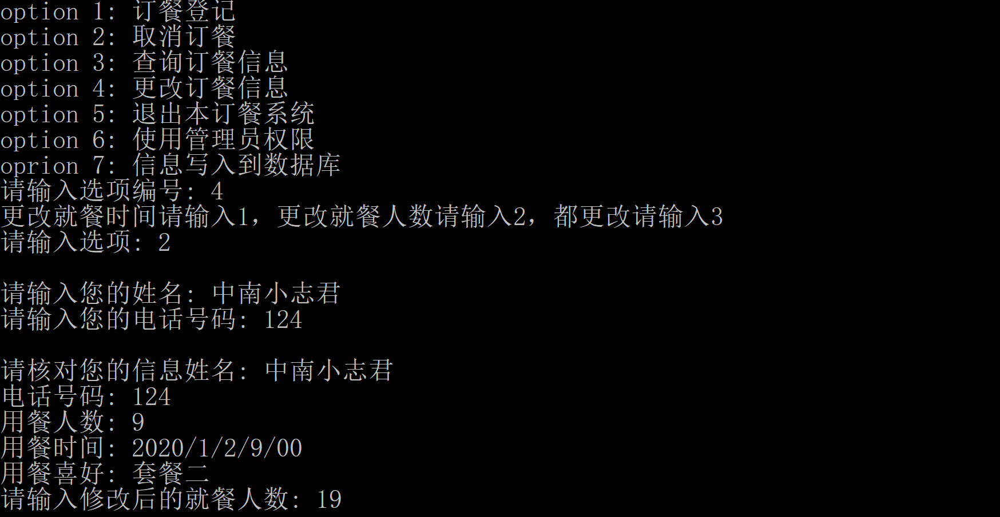 option 1: 订餐登记
option 2: 取消订餐
option 3: 查询订餐信息
option 4: 更改订餐信息
option 5: 退出本订餐系统
option 6: 使用管理员权限
oprion 7: 信息写入到数据库
请输入选项编号: 4
更改就餐时间请输入1，更改就餐人数请输入2，都更改请输入3
请输入选项: 2
请输入您的姓名: 中南小志君
请输入您的电话号码: 124
请核对您的信息姓名: 中南小志君
电话号码: 124
用餐人数: 9
用餐时间: 2020/1/2/9/00
用餐喜好: 套餐二
请输入修改后的就餐人数: 19